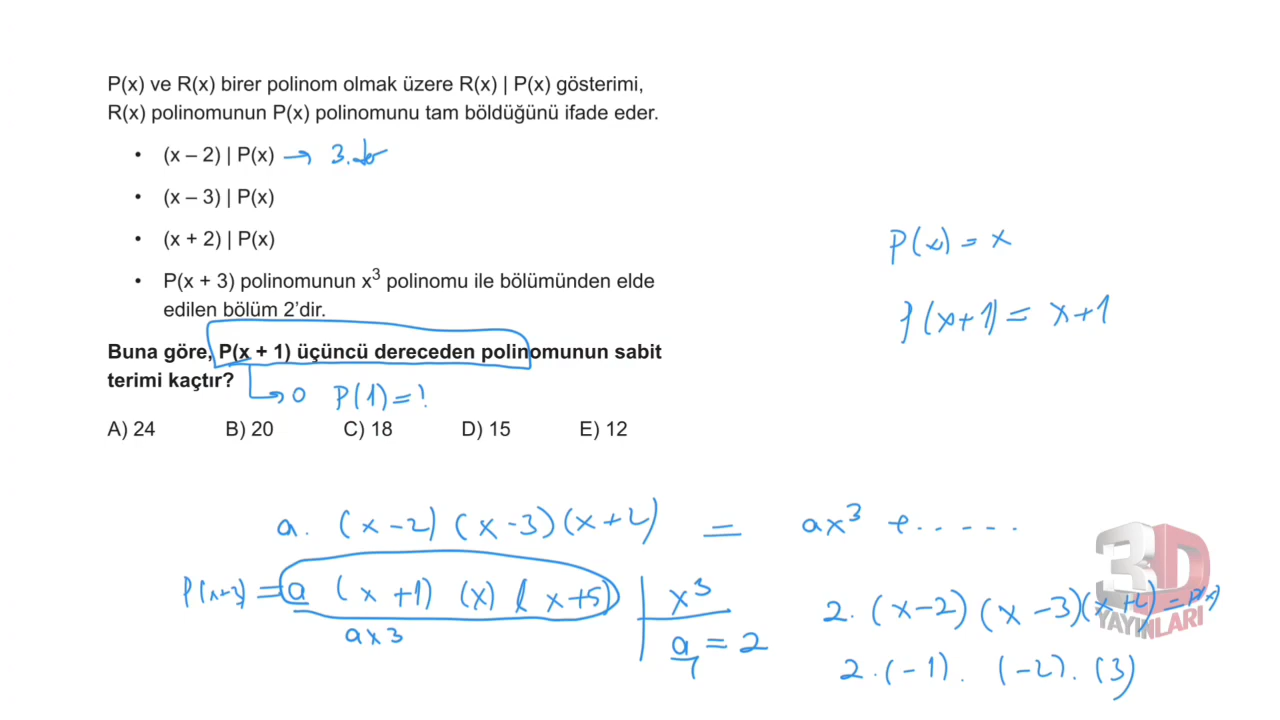 P(x) ve R(x) birer polinom olmak üzere R(x) | P(x) gösterimi,
R(x) polinomunun P(x) polinomunu tam böldüğünü ifade eder.
• (x – 2) | P(x) → 3.
• (x – 3) | P(x)
• (x + 2) | P(x)
P(x) = x
• P(x + 3) polinomunun x³ polinomu ile bölümünden elde
edilen bölüm 2'dir.
f(x+1) = x+1
Buna göre, P(x + 1) üçüncü dereceden polinomunun sabit
terimi kaçtır?
→ 0 P(1) = ?
A) 24 B) 20 C) 18 D) 15 E) 12
a. (x-2) (x-3) (x+2) = ax³ + .....
P(x+3) = a (x+1) (x) (x+5) | x³
ax3
a = 2
2. (x-2) (x-3) (x+2) = P(x)
2. (-1). (-2). (3)
3D
YAYINLARI